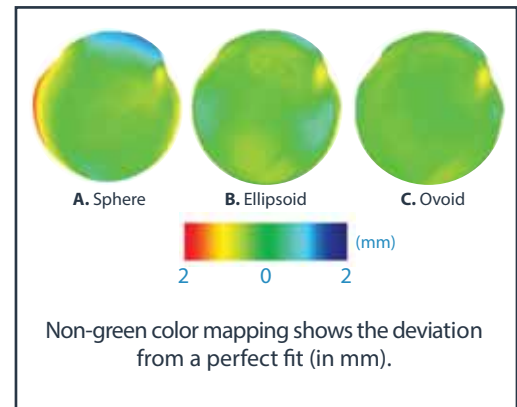 A. Sphere
B. Ellipsoid
C. Ovoid
(mm)
2 0 2
Non-green color mapping shows the deviation
from a perfect fit (in mm).